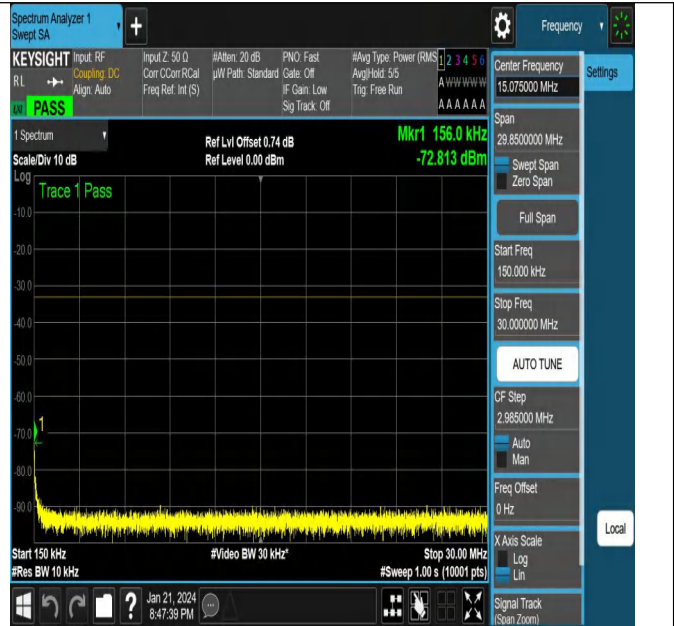 Spectrum Analyzer 1
Swept SA
Frequency
KEYSIGHT
RL
LXI
PASS
Input: RF
Coupling: DC
Align: Auto
Input Z: 50 Ω
Corr CCorr RCal
Freq Ref: Int (S)
#Atten: 20 dB
µW Path: Standard
PNO: Fast
Gate: Off
IF Gain: Low
Sig Track: Off
#Avg Type: Power (RMS
Avg|Hold: 5/5
Trig: Free Run
1 2 3 4 5 6
A W W W W W
A A A A A A
Center Frequency
15.075000 MHz
Settings
Span
29.8500000 MHz
Swept Span
Zero Span
Full Span
Start Freq
150.000 kHz
Stop Freq
30.000000 MHz
AUTO TUNE
CF Step
2.985000 MHz
Auto
Man
Freq Offset
0 Hz
X Axis Scale
Log
Lin
Signal Track
(Span Zoom)
Local
1 Spectrum
Scale/Div 10 dB
Log
Ref Lvl Offset 0.74 dB
Ref Level 0.00 dBm
Mkr1 156.0 kHz
-72.813 dBm
Trace 1 Pass
-10.0
-20.0
-30.0
-40.0
-50.0
-60.0
-70.0
-80.0
-90.0
1
Start 150 kHz
#Res BW 10 kHz
#Video BW 30 kHz*
Stop 30.00 MHz
#Sweep 1.00 s (10001 pts)
?
Jan 21, 2024
8:47:39 PM